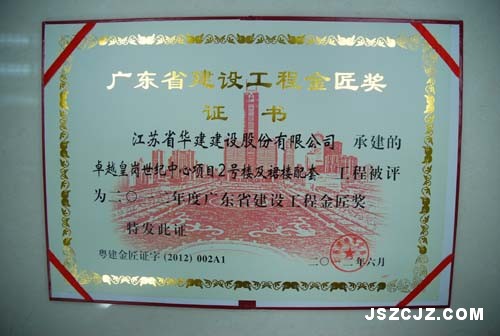 广东省建设工程金匠奖
证书
江苏省华建建设股份有限公司 承建的
卓越皇岗世纪中心项目2号楼及裙楼配套 工程被评
为二〇一二年度广东省建设工程金匠奖
特发此证
粤建金匠证字(2012) 002A1
二〇一二年六月
JSZCJZ.COM